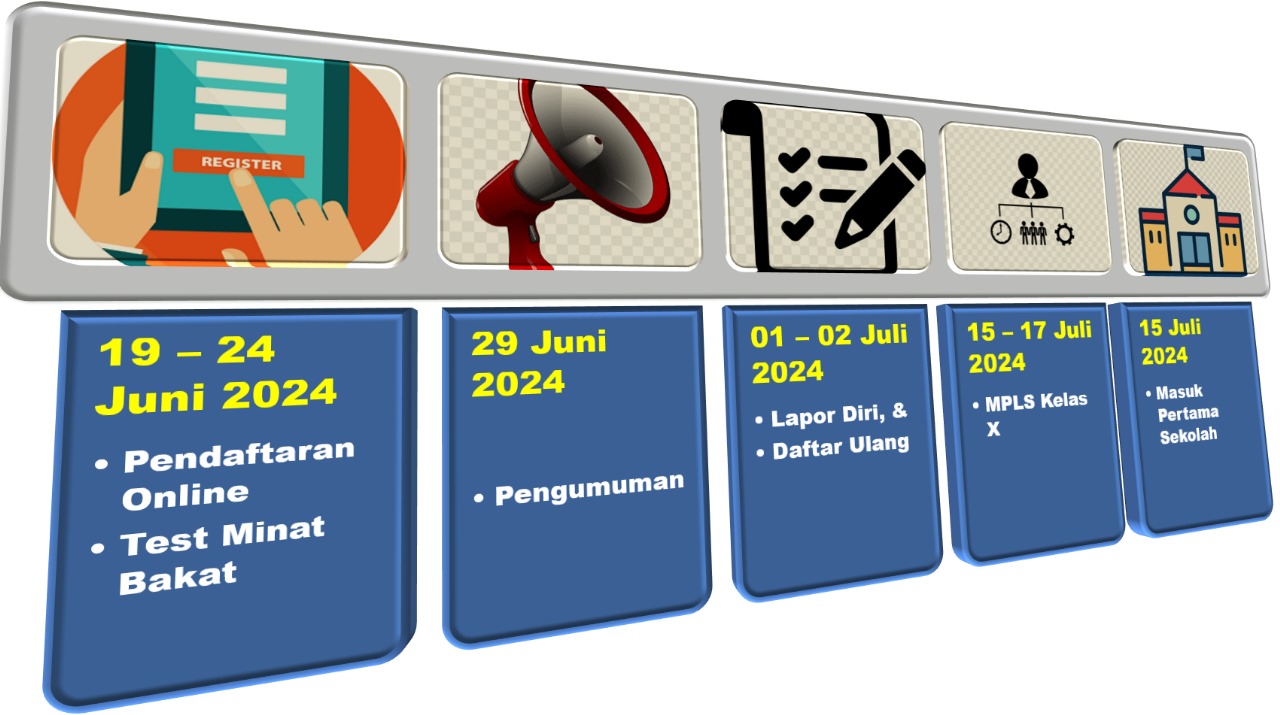 REGISTER
19 – 24
Juni 2024
• Pendaftaran
Online
• Test Minat
Bakat
29 Juni
2024
• Pengumuman
01 – 02 Juli
2024
• Lapor Diri, &
• Daftar Ulang
15 – 17 Juli
2024
• MPLS Kelas
X
15 Juli
2024
• Masuk
Pertama
Sekolah